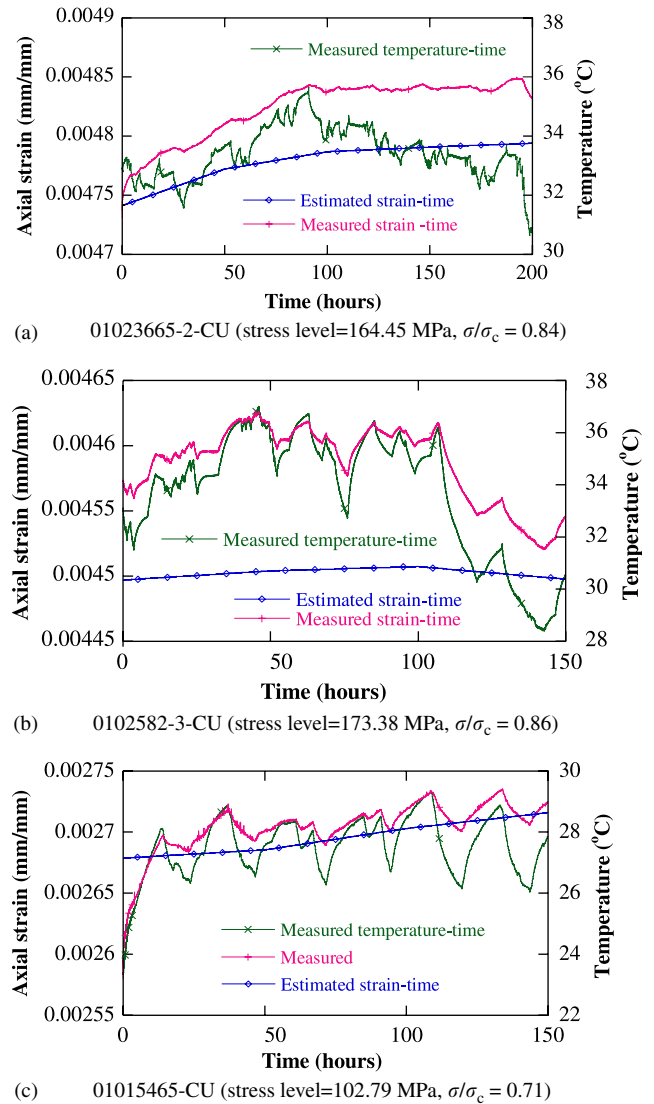 0.0049 38
Measured temperature-time
0.00485 36
0.0048 34
0.00475 32
Estimated strain-time
Measured strain -time
0.0047 30
0 50 100 150 200
Axial strain (mm/mm)
Temperature (°C)
Time (hours)
(a) 01023665-2-CU (stress level=164.45 MPa, σ/σc = 0.84)
0.00465 38
0.0046 36
34
0.00455
Measured temperature-time
32
0.0045 30
Estimated strain-time
Measured strain-time
0.00445 28
0 50 100 150
Axial strain (mm/mm)
Temperature (°C)
Time (hours)
(b) 0102582-3-CU (stress level=173.38 MPa, σ/σc = 0.86)
0.00275 30
0.0027 28
0.00265 26
Measured temperature-time
Measured
0.0026 24
Estimated strain-time
0.00255 22
0 50 100 150
Axial strain (mm/mm)
Temperature (°C)
Time (hours)
(c) 01015465-CU (stress level=102.79 MPa, σ/σc = 0.71)